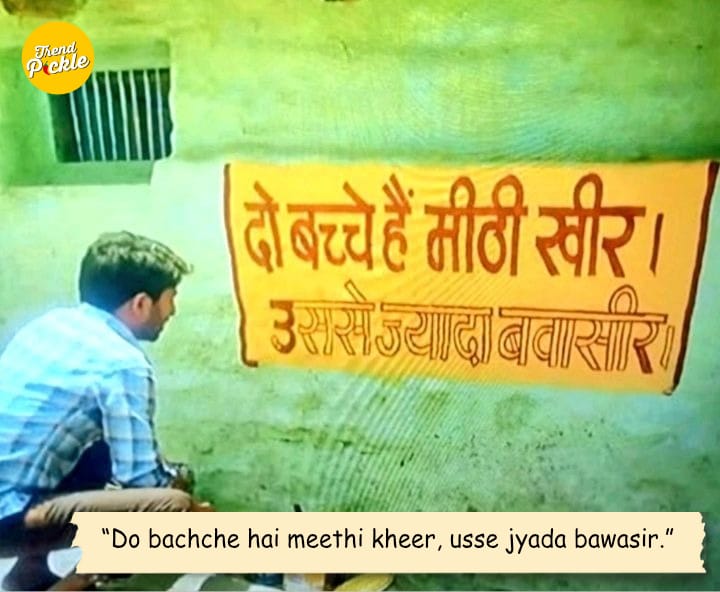 Trend
Pickle
दो बच्चे हैं मीठी खीर।
उससे ज्यादा बवासीर।
“Do bachche hai meethi kheer, usse jyada bawasir.”